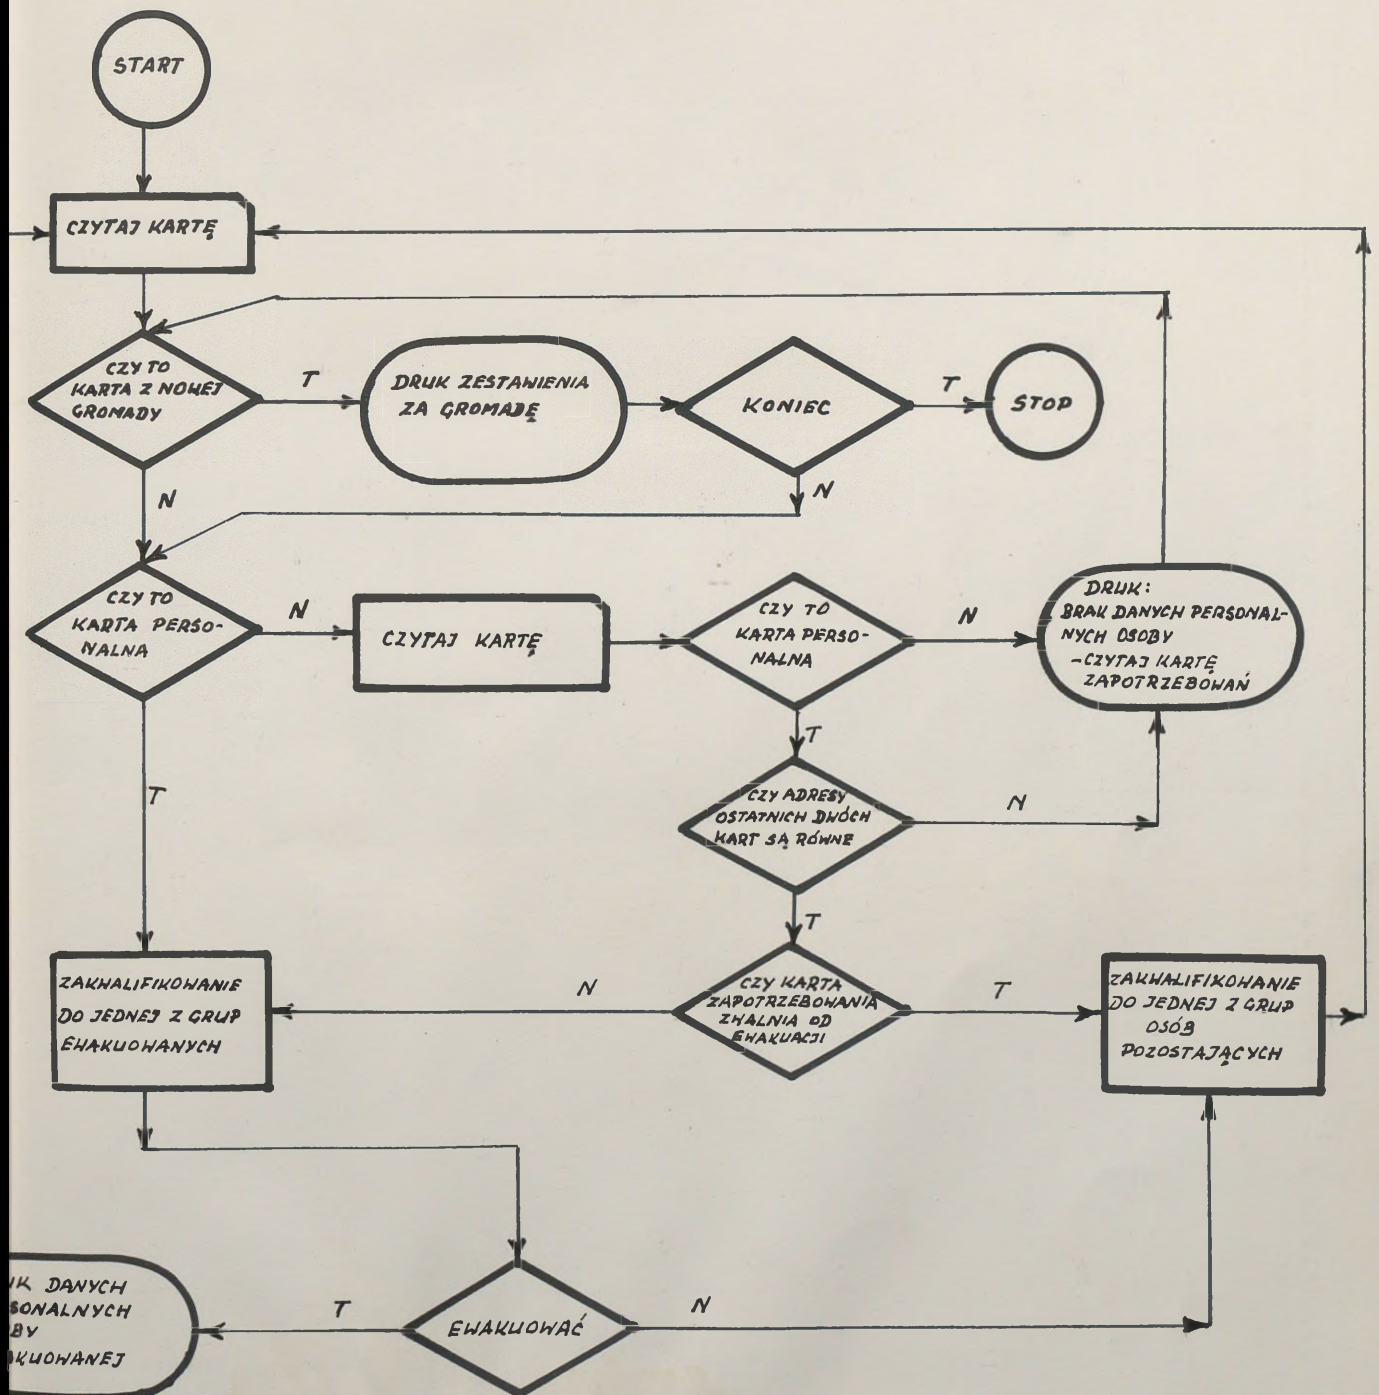 START
CZYTAJ KARTĘ
CZY TO
KARTA Z NOWEJ
GROMADY
T
DRUK ZESTAWIENIA
ZA GROMADĘ
KONIEC
T
STOP
N
N
CZY TO
KARTA PERSO-
NALNA
N
CZYTAJ KARTĘ
CZY TO
KARTA PERSO-
NALNA
N
DRUK:
BRAK DANYCH PERSONAL-
NYCH OSOBY
-CZYTAJ KARTĘ
ZAPOTRZEBOWAŃ
T
T
CZY ADRESY
OSTATNICH DWÓCH
KART SĄ RÓWNE
N
T
ZAKWALIFIKOWANIE
DO JEDNEJ Z GRUP
EWAKUOWANYCH
N
CZY KARTA
ZAPOTRZEBOWANIA
ZWALNIA OD
EWAKUACJI
T
ZAKWALIFIKOWANIE
DO JEDNEJ Z GRUP
OSÓB
POZOSTAJĄCYCH
UK DANYCH
SONALNYCH
BY
AKUOWANEJ
T
EWAKUOWAĆ
N